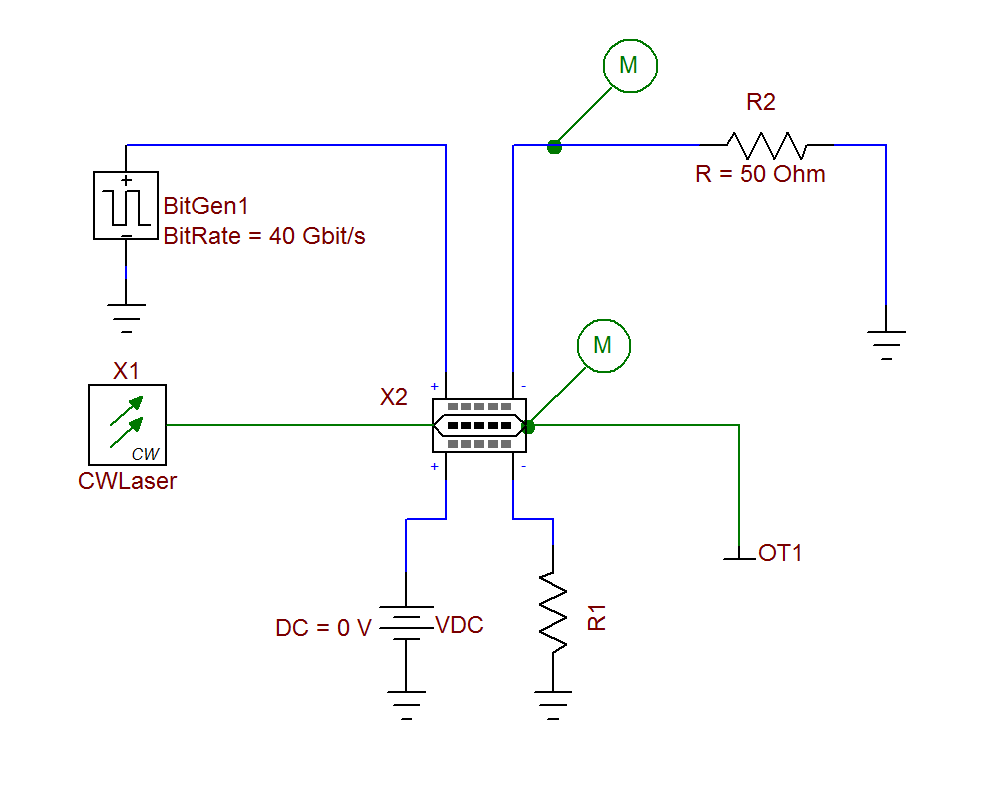 M
R2
R = 50 Ohm
+
BitGen1
BitRate = 40 Gbit/s
-
M
X1
X2
+
-
CW
CWLaser
+
-
OT1
DC = 0 V
VDC
R1